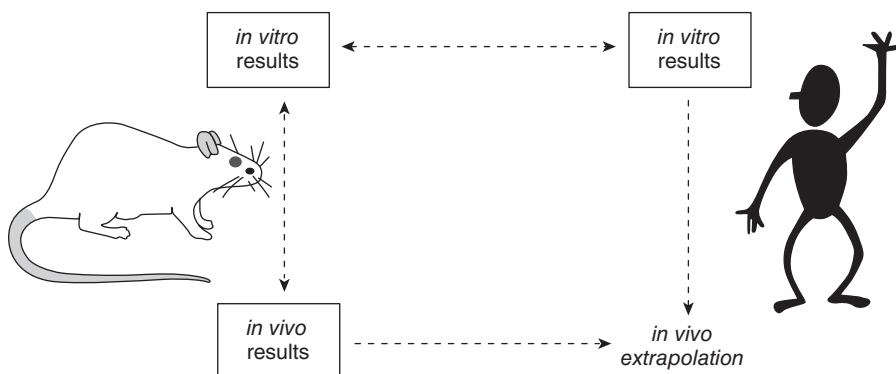 in vitro
results
in vitro
results
in vivo
results
in vivo
extrapolation